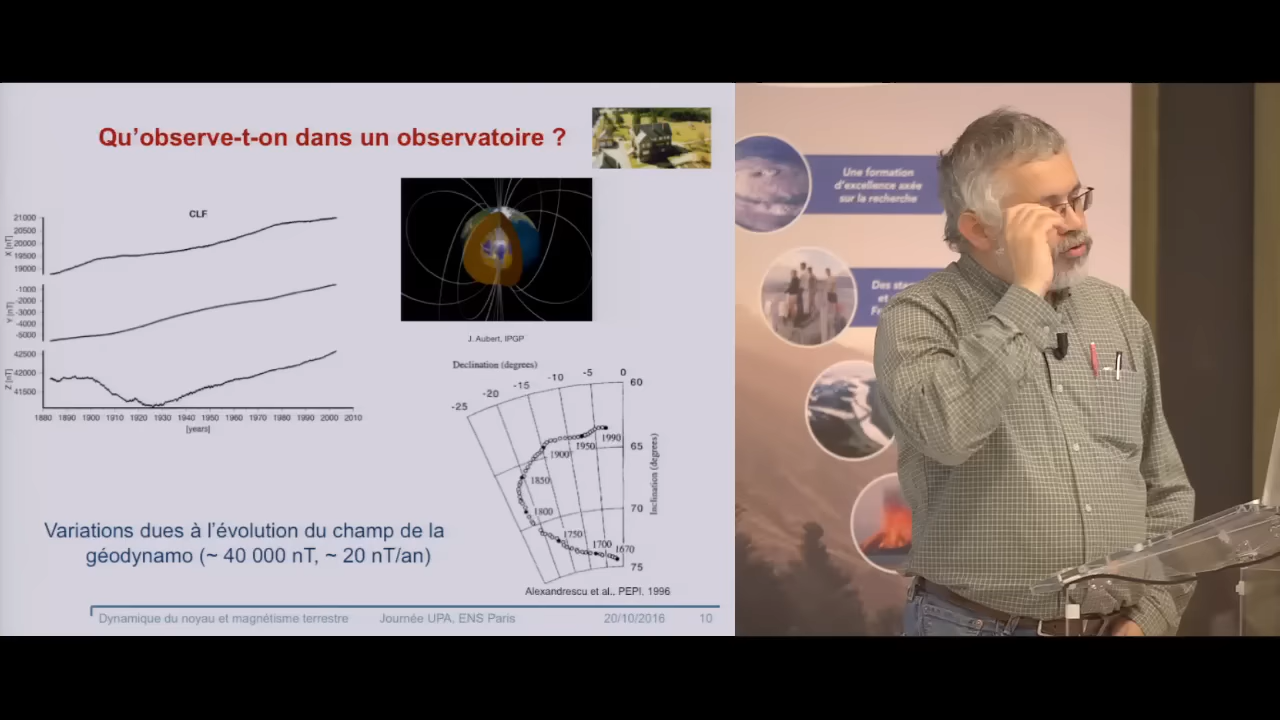 Qu'observe-t-on dans un observatoire ?
CLF
21000
20500
20000
19500
19000
X [nT]
-1000
-2000
-3000
-4000
-5000
Y [nT]
42500
42000
41500
Z [nT]
1880 1890 1900 1910 1920 1930 1940 1950 1960 1970 1980 1990 2000 2010
[years]
J. Aubert, IPGP
Declination (degrees)
-25 -20 -15 -10 -5 0
60
65
70
75
Inclination (degrees)
1990
1950
1900
1850
1800
1750
1700
1670
Alexandrescu et al., PEPI, 1996
Variations dues à l'évolution du champ de la
géodynamo (~ 40 000 nT, ~ 20 nT/an)
Dynamique du noyau et magnétisme terrestre Journée UPA, ENS Paris 20/10/2016 10
Une formation
d'excellence axée
sur la recherche
Des
et